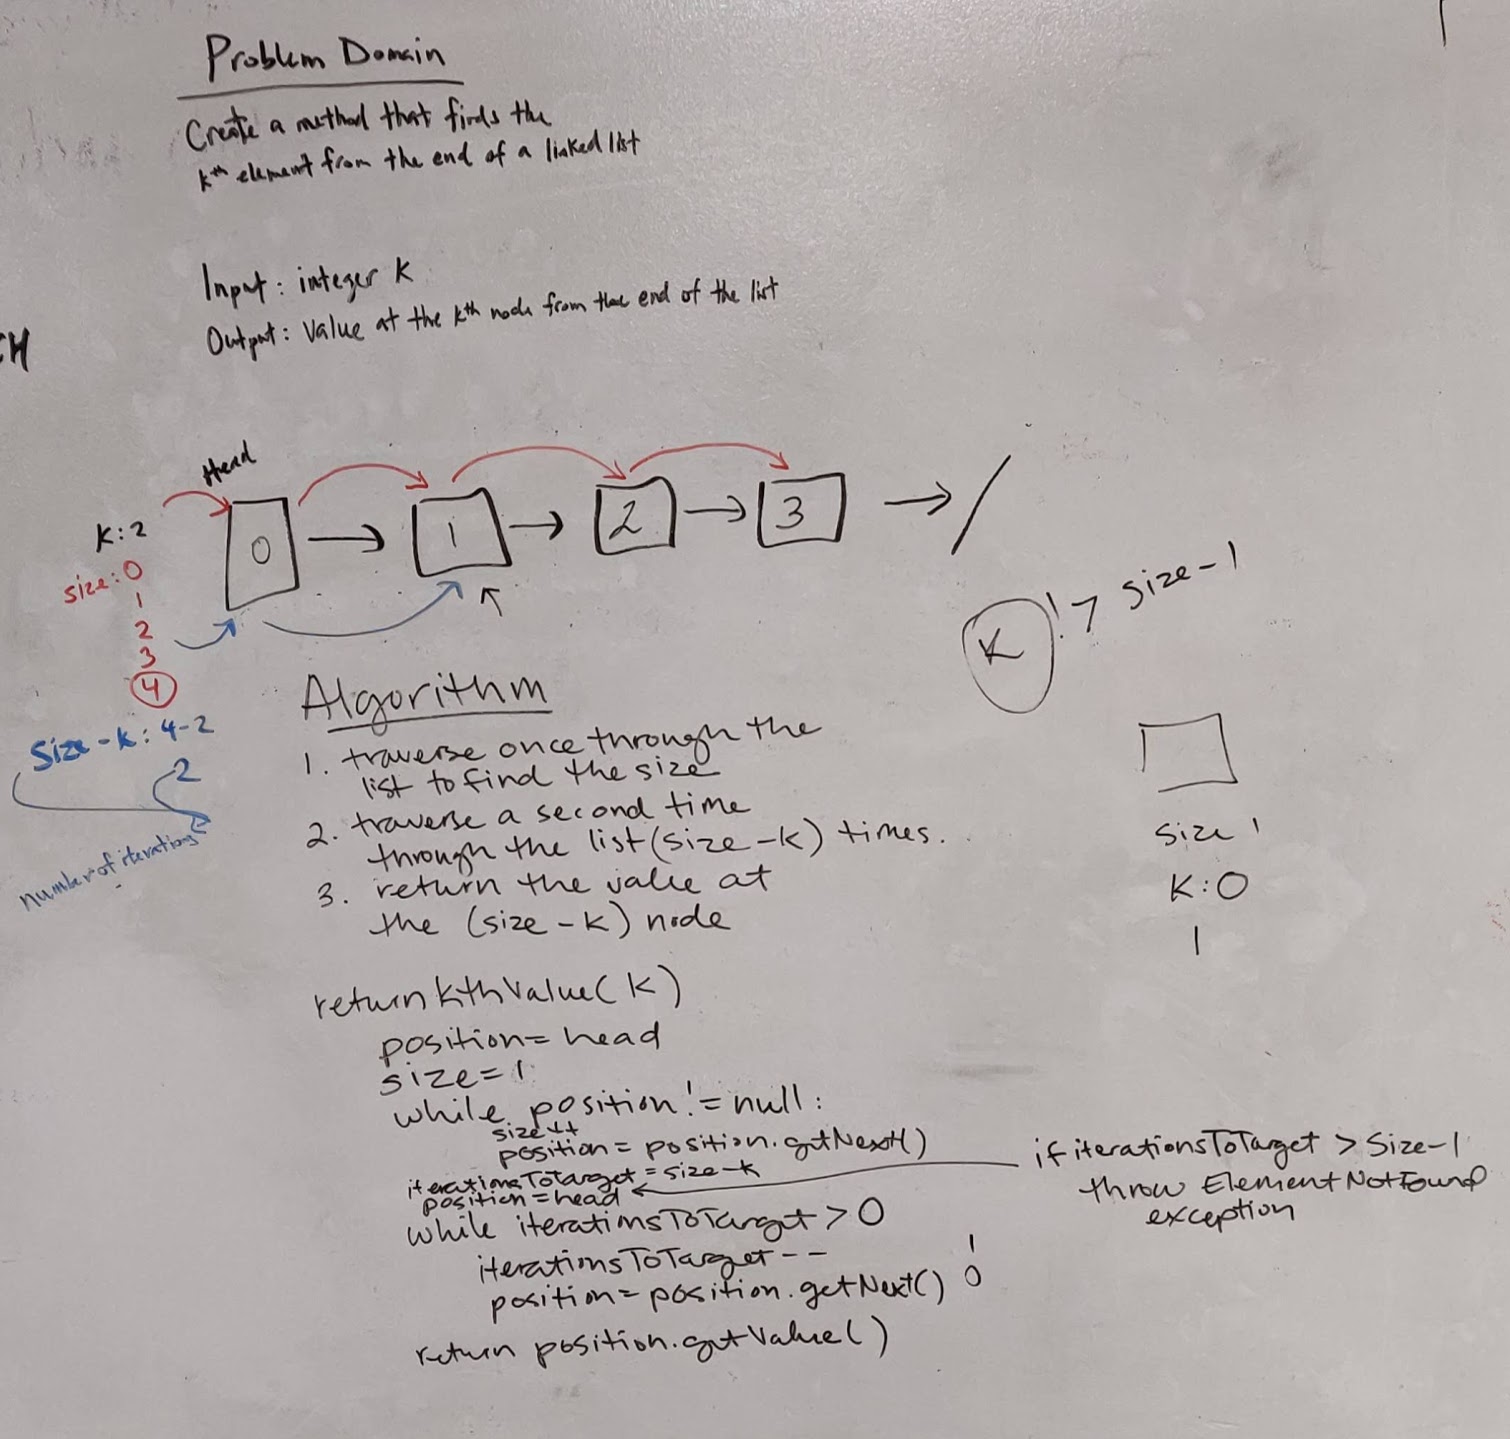 Problem Domain
Create a method that finds the
kth element from the end of a linked list
Input: integer k
Output: value at the kth node from the end of the list
CH
Head
k:2
0
1
2
3
size:0
1
2
3
4
K !> size-1
Size-k: 4-2
2
number of iterations
Algorithm
1. traverse once through the
list to find the size
2. traverse a second time
through the list (size-k) times.
3. return the value at
the (size-k) node
size 1
K:0
1
return kthValue(k)
position=head
size=1
while position!=null:
size++
position = position.getNext()
iterationsToTarget=size-k
position=head
if iterationsToTarget > Size-1
throw ElementNotFound
exception
while iterationsToTarget>0
iterationsToTarget--
position=position.getNext()
1
0
return position.getValue()